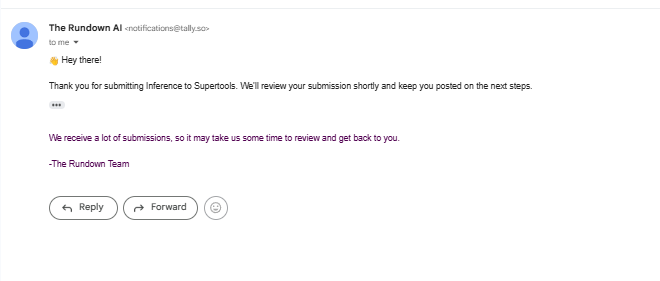 The Rundown AI <notifications@tally.so>
to me
👋 Hey there!
Thank you for submitting Inference to Supertools. We'll review your submission shortly and keep you posted on the next steps.
•••
We receive a lot of submissions, so it may take us some time to review and get back to you.
-The Rundown Team
Reply Forward